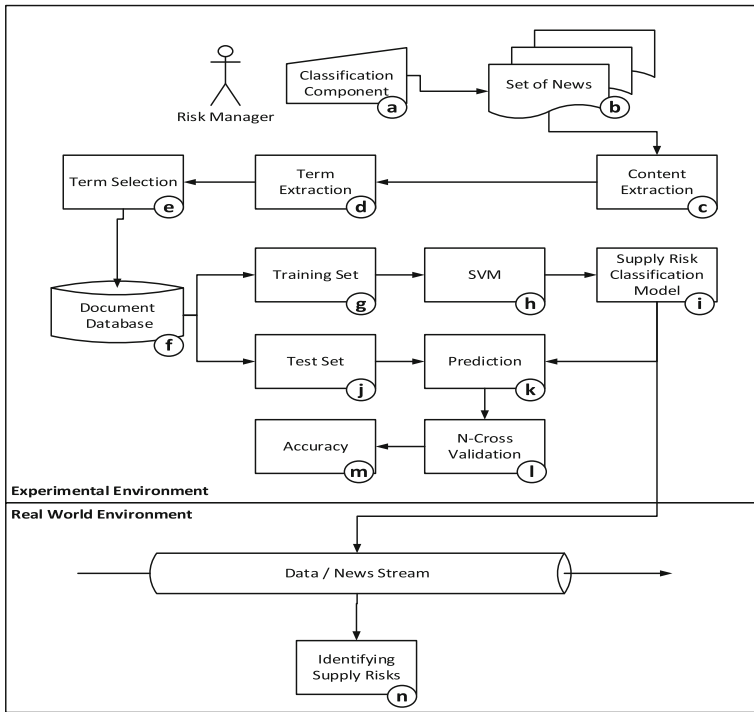 Risk Manager
Classification
Component
a
Set of News
b
Term Selection
e
Term
Extraction
d
Content
Extraction
c
Document
Database
f
Training Set
g
SVM
h
Supply Risk
Classification
Model
i
Test Set
j
Prediction
k
Accuracy
m
N-Cross
Validation
l
Experimental Environment
Real World Environment
Data / News Stream
Identifying
Supply Risks
n